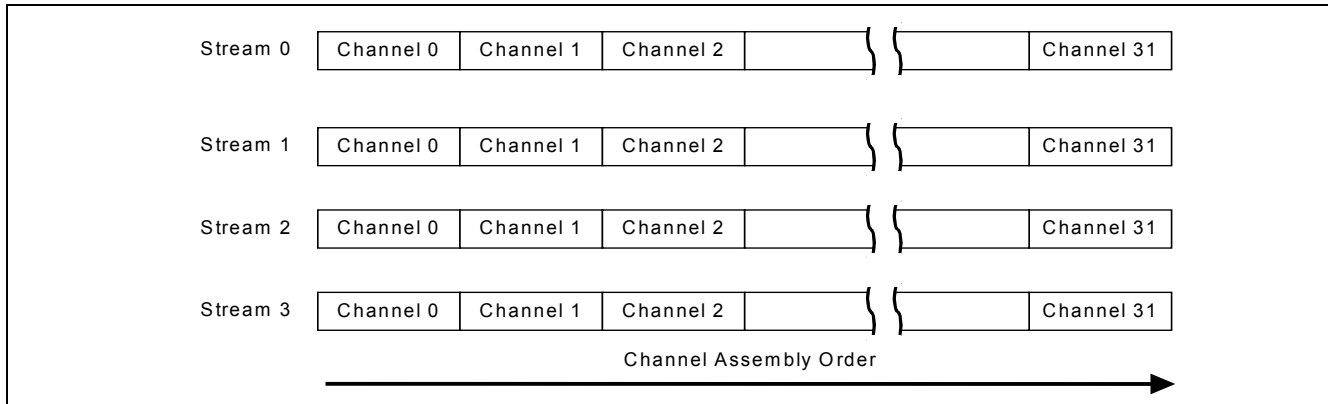 Stream 0 Channel 0 Channel 1 Channel 2 Channel 31
Stream 1 Channel 0 Channel 1 Channel 2 Channel 31
Stream 2 Channel 0 Channel 1 Channel 2 Channel 31
Stream 3 Channel 0 Channel 1 Channel 2 Channel 31
Channel Assembly Order